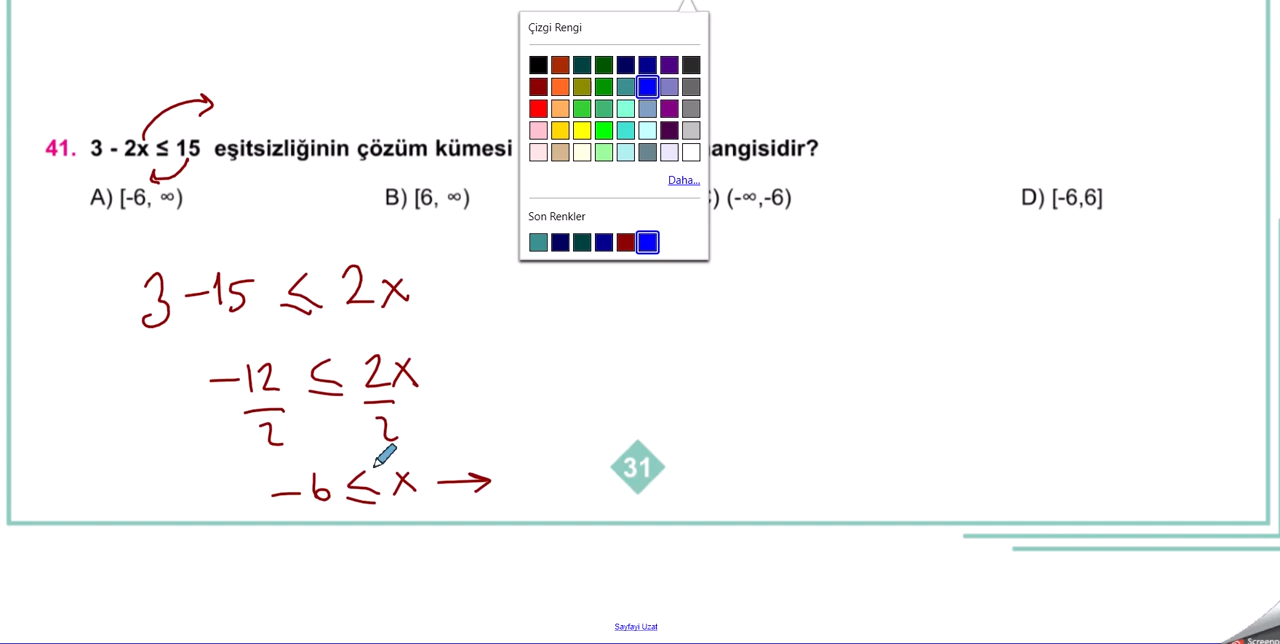 Çizgi Rengi
41. 3 - 2x ≤ 15 eşitsizliğinin çözüm kümesi angisidir?
Daha...
A) [-6, ∞) B) [6, ∞) ) (-∞,-6) D) [-6,6]
Son Renkler
3 - 15 ≤ 2x
-12 ≤ 2x
2 2
31
-6 ≤ x →
Sayfayi Uzat